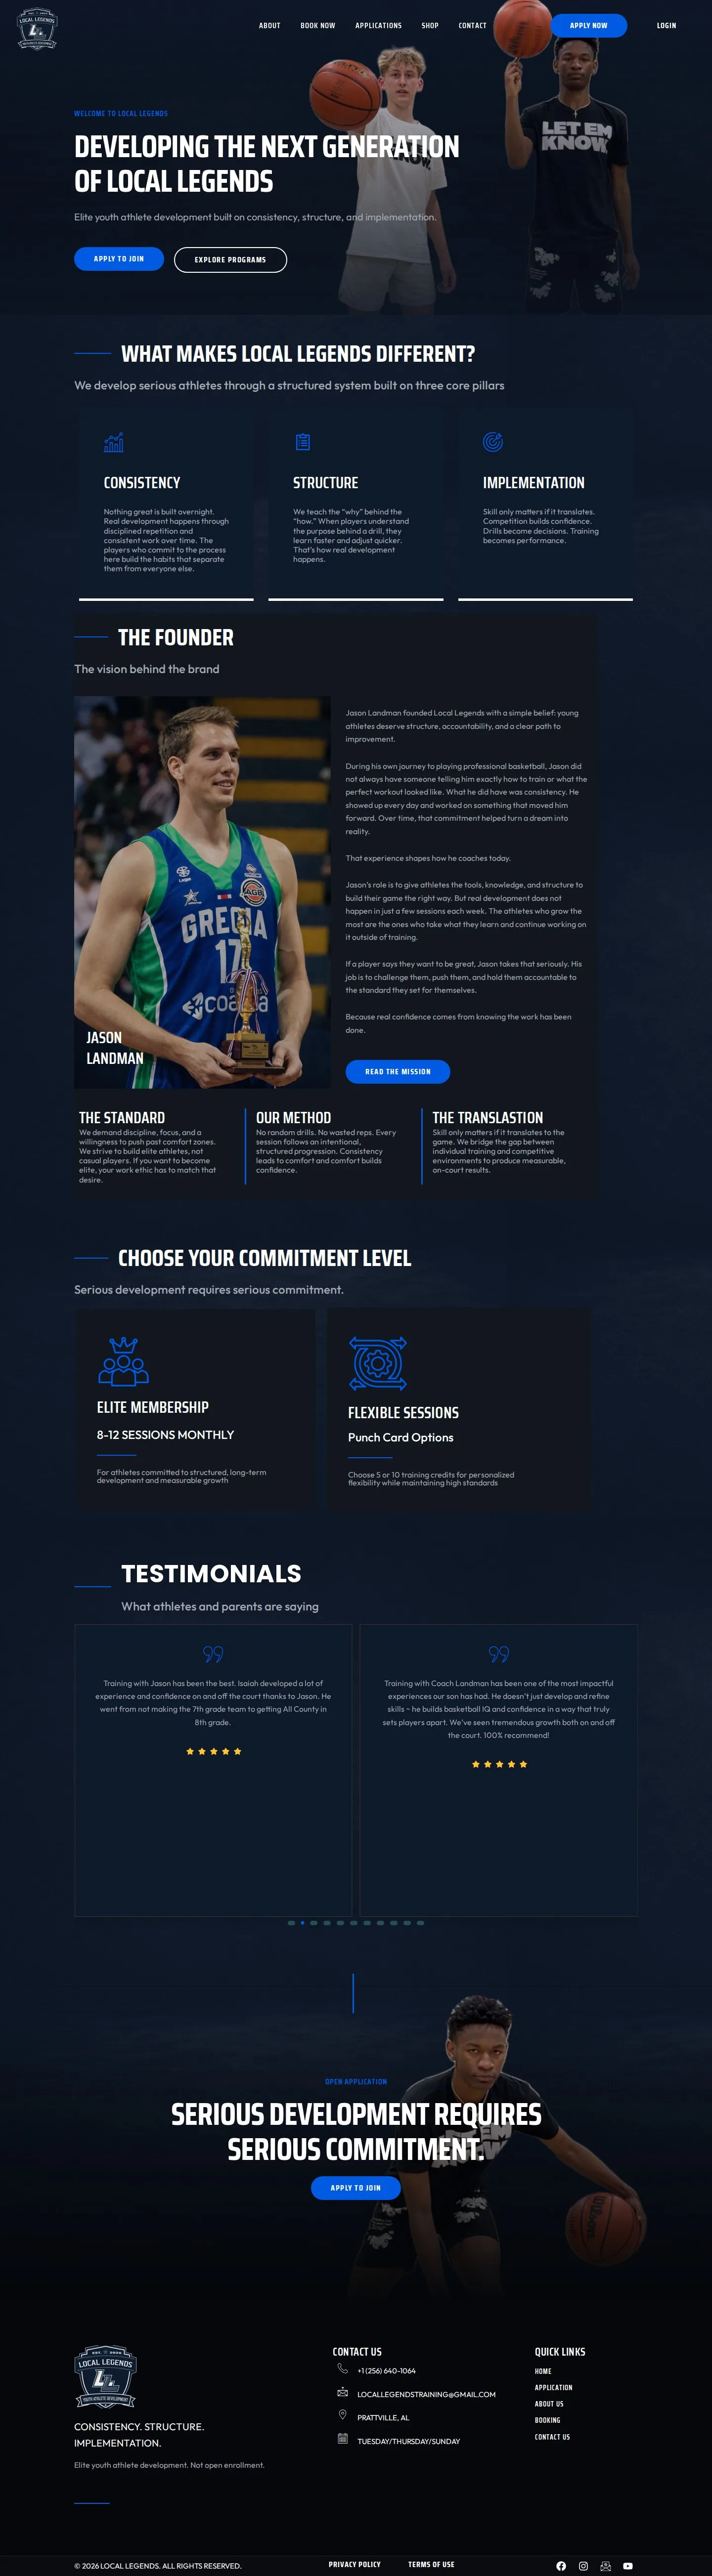 LOCAL LEGENDS
ABOUT
BOOK NOW
APPLICATIONS
SHOP
CONTACT
APPLY NOW
LOGIN
WELCOME TO LOCAL LEGENDS
DEVELOPING THE NEXT GENERATION
OF LOCAL LEGENDS
Elite youth athlete development built on consistency, structure, and implementation.
APPLY TO JOIN
EXPLORE PROGRAMS
LET EM
KNOW.
WHAT MAKES LOCAL LEGENDS DIFFERENT?
We develop serious athletes through a structured system built on three core pillars
CONSISTENCY
Nothing great is built overnight.
Real development happens through
disciplined repetition and
consistent work over time. The
players who commit to the process
here build the habits that separate
them from everyone else.
STRUCTURE
We teach the “why” behind the
“how.” When players understand
the purpose behind a drill, they
learn faster and adjust quicker.
That’s how real development
happens.
IMPLEMENTATION
Skill only matters if it translates.
Competition builds confidence.
Drills become decisions. Training
becomes performance.
THE FOUNDER
The vision behind the brand
GRECIA
17
JASON
LANDMAN
Jason Landman founded Local Legends with a simple belief: young
athletes deserve structure, accountability, and a clear path to
improvement.
During his own journey to playing professional basketball, Jason did
not always have someone telling him exactly how to train or what the
perfect workout looked like. What he did have was consistency. He
showed up every day and worked on something that moved him
forward. Over time, that commitment helped turn a dream into
reality.
That experience shapes how he coaches today.
Jason’s role is to give athletes the tools, knowledge, and structure to
build their game the right way. But real development does not
happen in just a few sessions each week. The athletes who grow the
most are the ones who take what they learn and continue working on
it outside of training.
If a player says they want to be great, Jason takes that seriously. His
job is to challenge them, push them, and hold them accountable to
the standard they set for themselves.
Because real confidence comes from knowing the work has been
done.
READ THE MISSION
THE STANDARD
We demand discipline, focus, and a
willingness to push past comfort zones.
We strive to build elite athletes, not
casual players. If you want to become
elite, your work ethic has to match that
desire.
OUR METHOD
No random drills. No wasted reps. Every
session follows an intentional,
structured progression. Consistency
leads to comfort and comfort builds
confidence.
THE TRANSLASTION
Skill only matters if it translates to the
game. We bridge the gap between
individual training and competitive
environments to produce measurable,
on-court results.
CHOOSE YOUR COMMITMENT LEVEL
Serious development requires serious commitment.
ELITE MEMBERSHIP
8-12 SESSIONS MONTHLY
For athletes committed to structured, long-term
development and measurable growth
FLEXIBLE SESSIONS
Punch Card Options
Choose 5 or 10 training credits for personalized
flexibility while maintaining high standards
TESTIMONIALS
What athletes and parents are saying
Training with Jason has been the best. Isaiah developed a lot of
experience and confidence on and off the court thanks to Jason. He
went from not making the 7th grade team to getting All County in
8th grade.
Training with Coach Landman has been one of the most impactful
experiences our son has had. He doesn’t just develop and refine
skills ~ he builds basketball IQ and confidence in a way that truly
sets players apart. We’ve seen tremendous growth both on and off
the court. 100% recommend!
OPEN APPLICATION
SERIOUS DEVELOPMENT REQUIRES
SERIOUS COMMITMENT.
APPLY TO JOIN
LOCAL LEGENDS
YOUTH ATHLETE DEVELOPMENT
CONSISTENCY. STRUCTURE.
IMPLEMENTATION.
Elite youth athlete development. Not open enrollment.
CONTACT US
+1 (256) 640-1064
LOCALLEGENDSTRAINING@GMAIL.COM
PRATTVILLE, AL
TUESDAY/THURSDAY/SUNDAY
QUICK LINKS
HOME
APPLICATION
ABOUT US
BOOKING
CONTACT US
© 2026 LOCAL LEGENDS. ALL RIGHTS RESERVED.
PRIVACY POLICY
TERMS OF USE